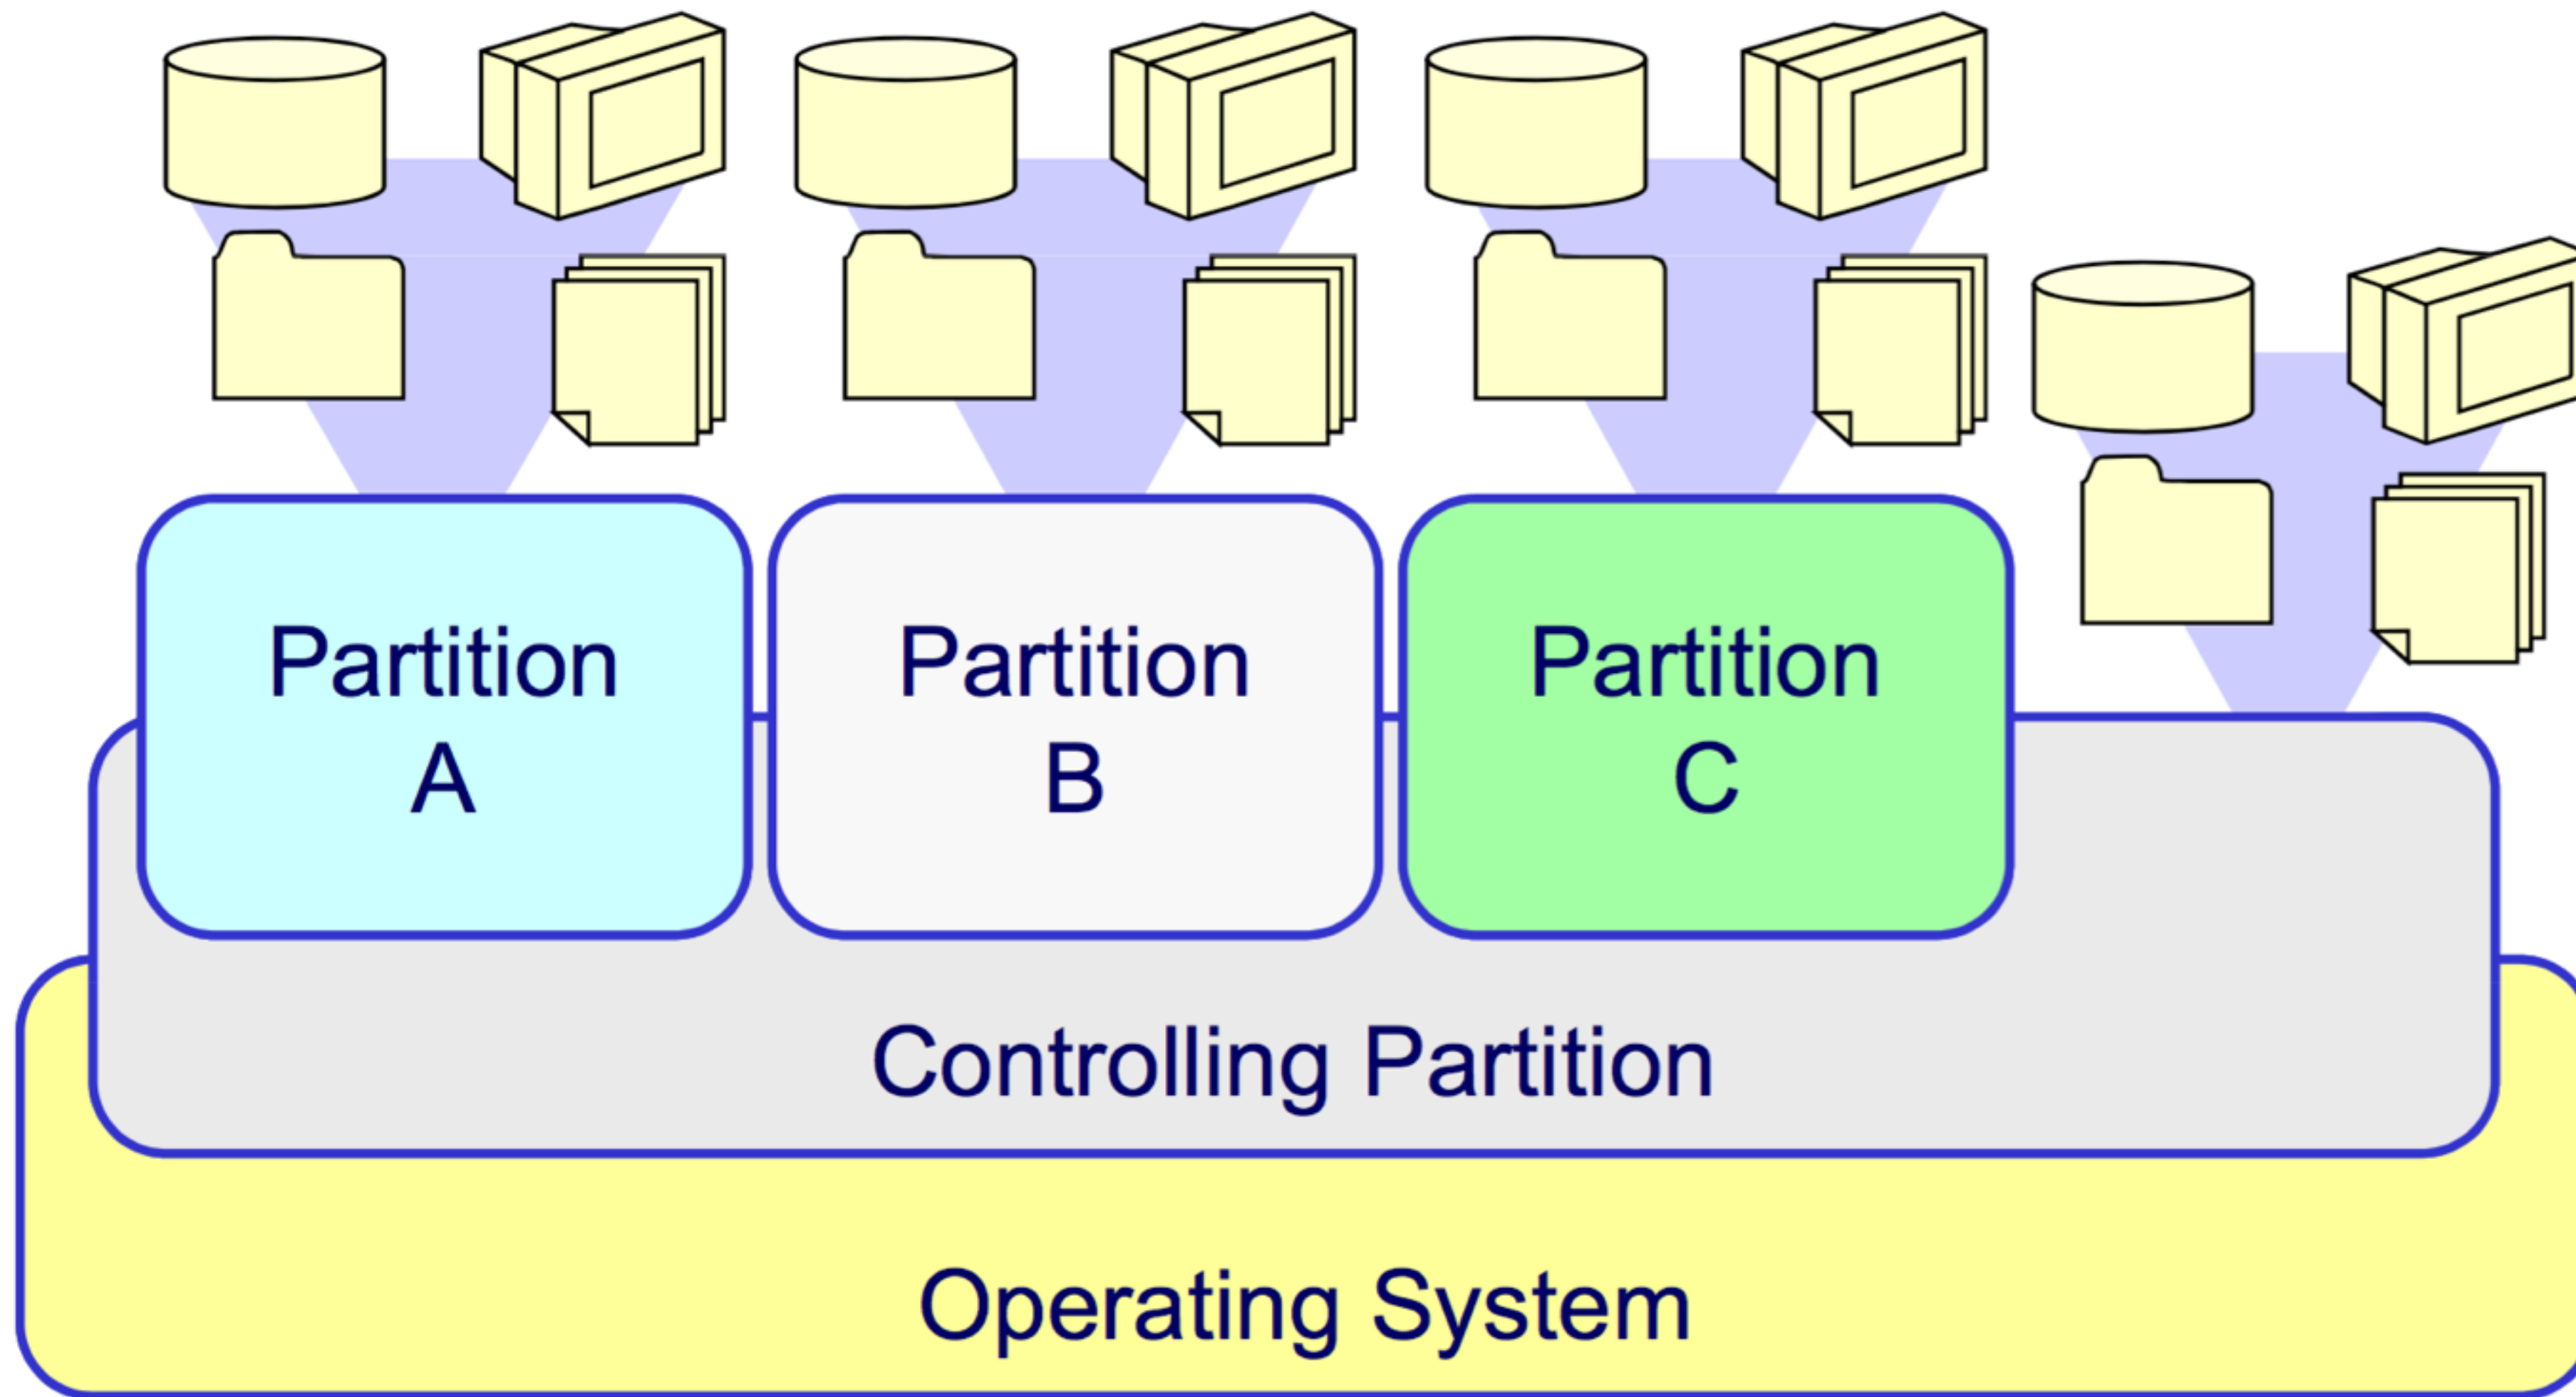 Partition
A
Partition
B
Partition
C
Controlling Partition
Operating System